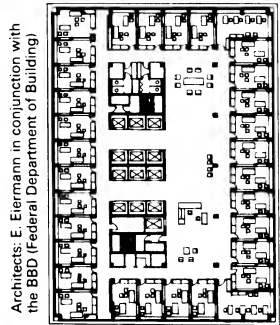 Architects: E. Eiermann in conjunction with
the BBD (Federal Department of Building)